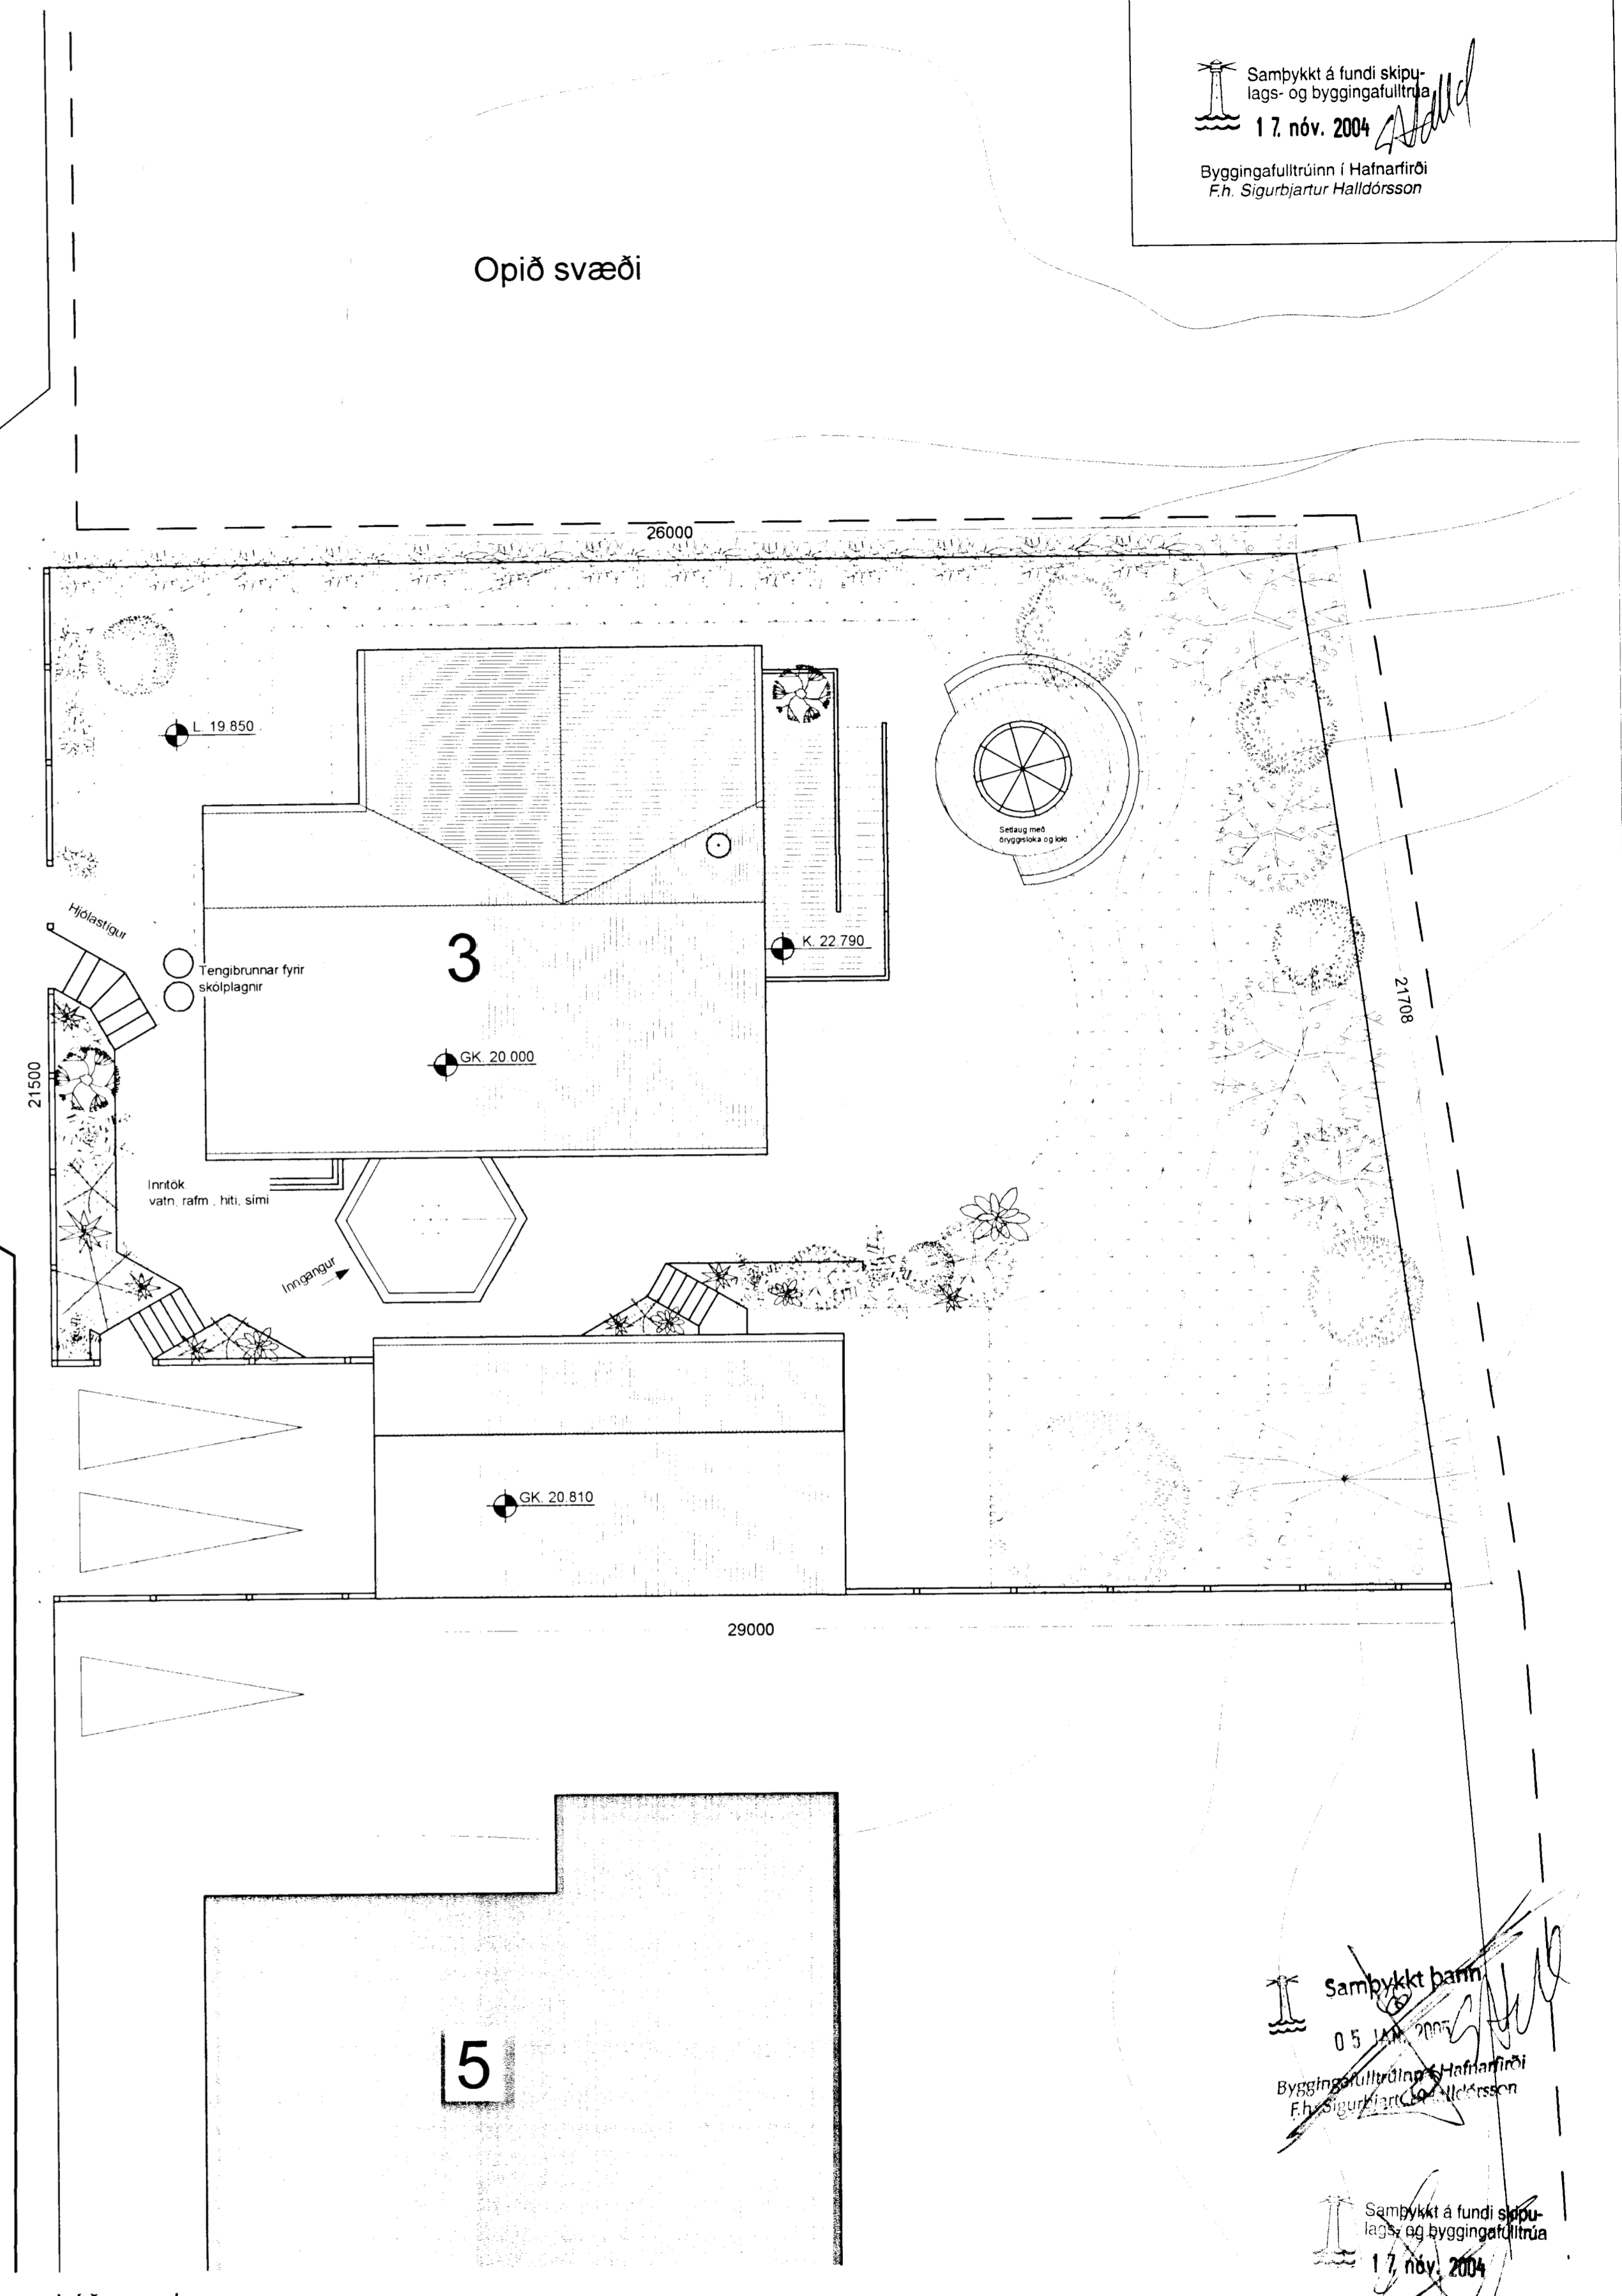 Samþykkt á fundi skipu-
lags- og byggingafulltrúa
17. nóv. 2004
Byggingafulltrúinn í Hafnarfirði
F.h. Sigurbjartur Halldórsson
Opið svæði
26000
L. 19.850
Setlaug með
öryggisloka og loki
Hjólastígur
3
K. 22.790
Tengibrunnar fyrir
skólplagnir
21708
GK. 20.000
21500
Inntök
vatn, rafm., hiti, sími
Inngangur
GK. 20.810
29000
5
Samþykkt þann
05 JAN. 2005
Byggingafulltrúinn í Hafnarfirði
F.h. Sigurbjartur Halldórsson
Samþykkt á fundi skipu-
lags- og byggingafulltrúa
17. nóv. 2004